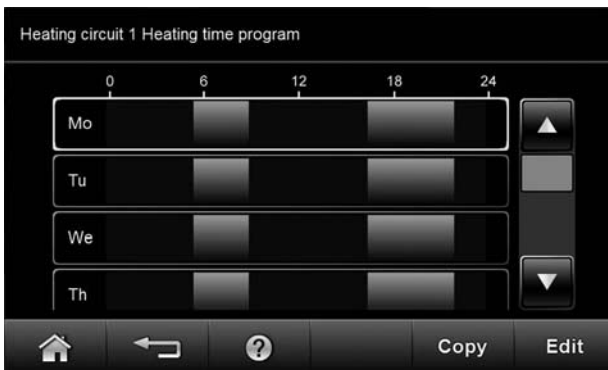 Heating circuit 1 Heating time program
0 6 12 18 24
Mo
Tu
We
Th
? Copy Edit